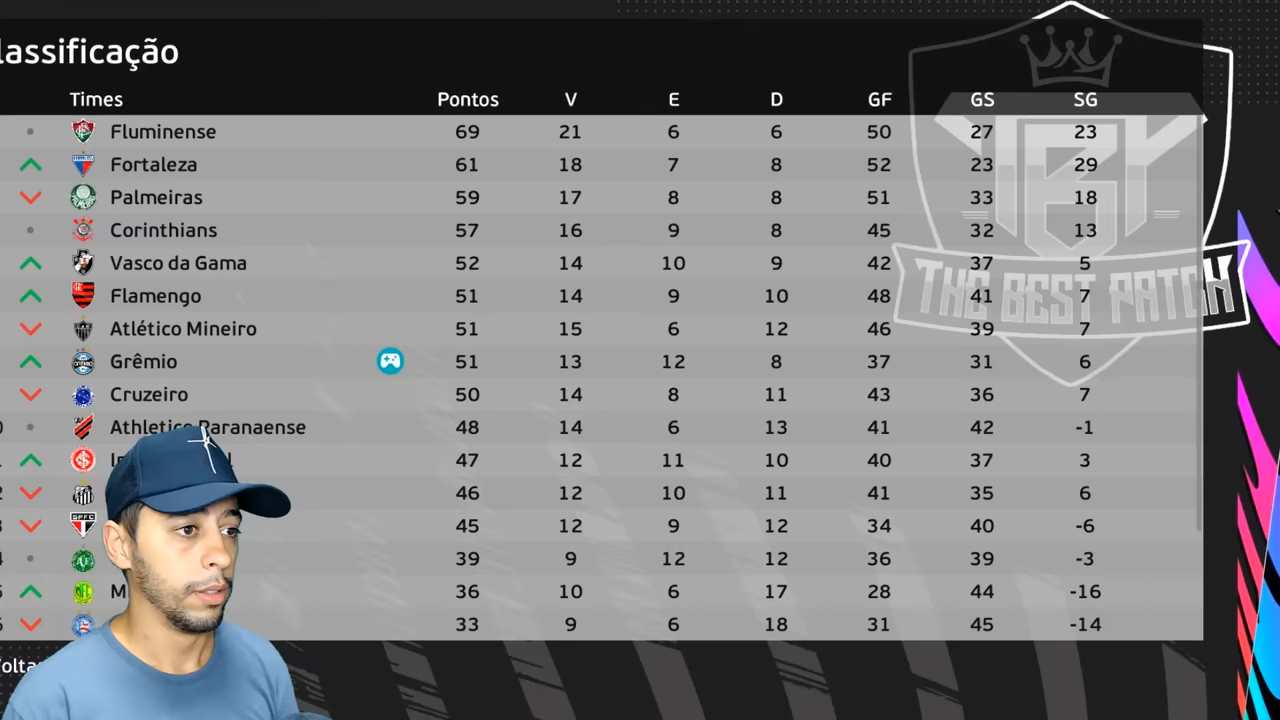 lassificação
Times Pontos V E D GF GS SG
Fluminense 69 21 6 6 50 27 23
Fortaleza 61 18 7 8 52 23 29
Palmeiras 59 17 8 8 51 33 18
Corinthians 57 16 9 8 45 32 13
Vasco da Gama 52 14 10 9 42 37 5
Flamengo 51 14 9 10 48 41 7
Atlético Mineiro 51 15 6 12 46 39 7
Grêmio 51 13 12 8 37 31 6
Cruzeiro 50 14 8 11 43 36 7
0 Athletico Paranaense 48 14 6 13 41 42 -1
47 12 11 10 40 37 3
2 46 12 10 11 41 35 6
3 45 12 9 12 34 40 -6
4 39 9 12 12 36 39 -3
M 36 10 6 17 28 44 -16
33 9 6 18 31 45 -14
THE BEST PATCH
SPFC